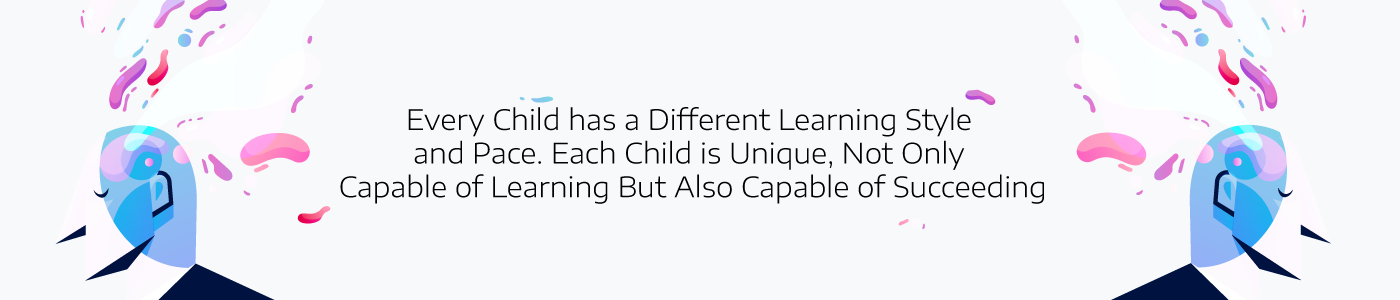 Every Child has a Different Learning Style
and Pace. Each Child is Unique, Not Only
Capable of Learning But Also Capable of Succeeding